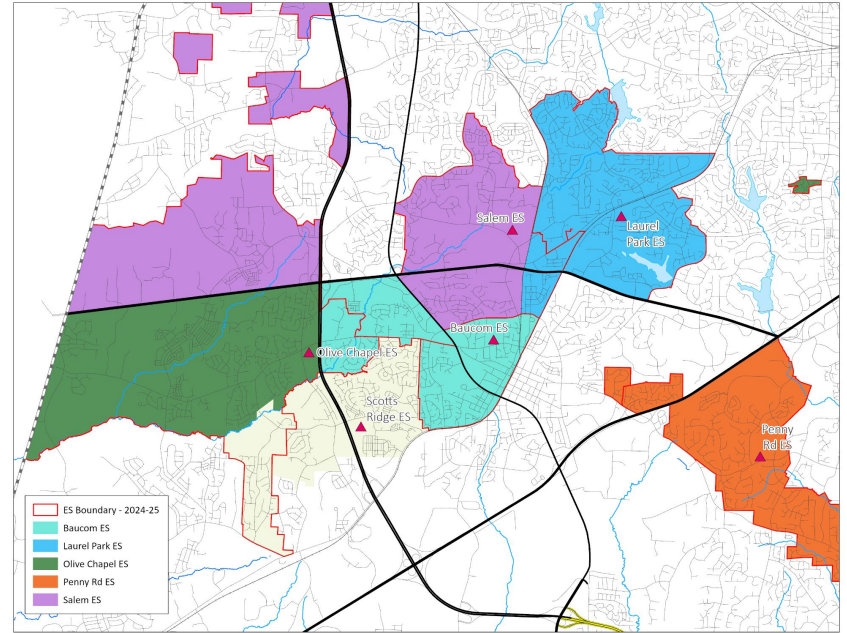 Salem ES
Laurel
Park ES
Baucom ES
Olive Chapel ES
Scotts
Ridge ES
Penny
Rd ES
ES Boundary - 2024-25
Baucom ES
Laurel Park ES
Olive Chapel ES
Penny Rd ES
Salem ES